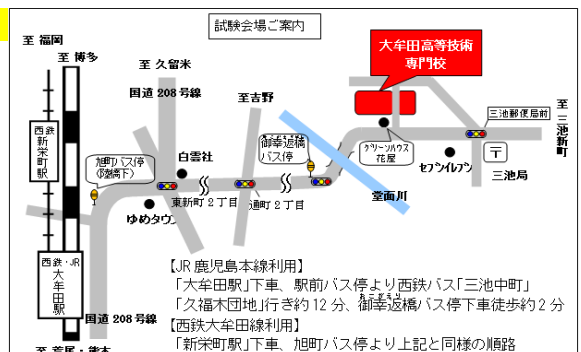 試験会場ご案内
至 福岡
至 博多
至 久留米
国道 208 号線
至吉野
大牟田高等技術
専門校
至 三池新町
三池郵便局前
西鉄
新栄町駅
旭町バス停
白雲社
御幸返橋
バス停
グリーンハウス
花屋
セブンイレブン
〒
三池局
ゆめタウン
東新町2丁目
通町2丁目
堂面川
西鉄・JR
大牟田駅
国道 208 号線
【JR 鹿児島本線利用】
「大牟田駅」下車、駅前バス停より西鉄バス「三池中町」
「久福木団地」行き約 12 分、御幸返橋バス停下車徒歩約 2 分
【西鉄大牟田線利用】
「新栄町駅」下車、旭町バス停より上記と同様の順路
至 荒尾・熊本